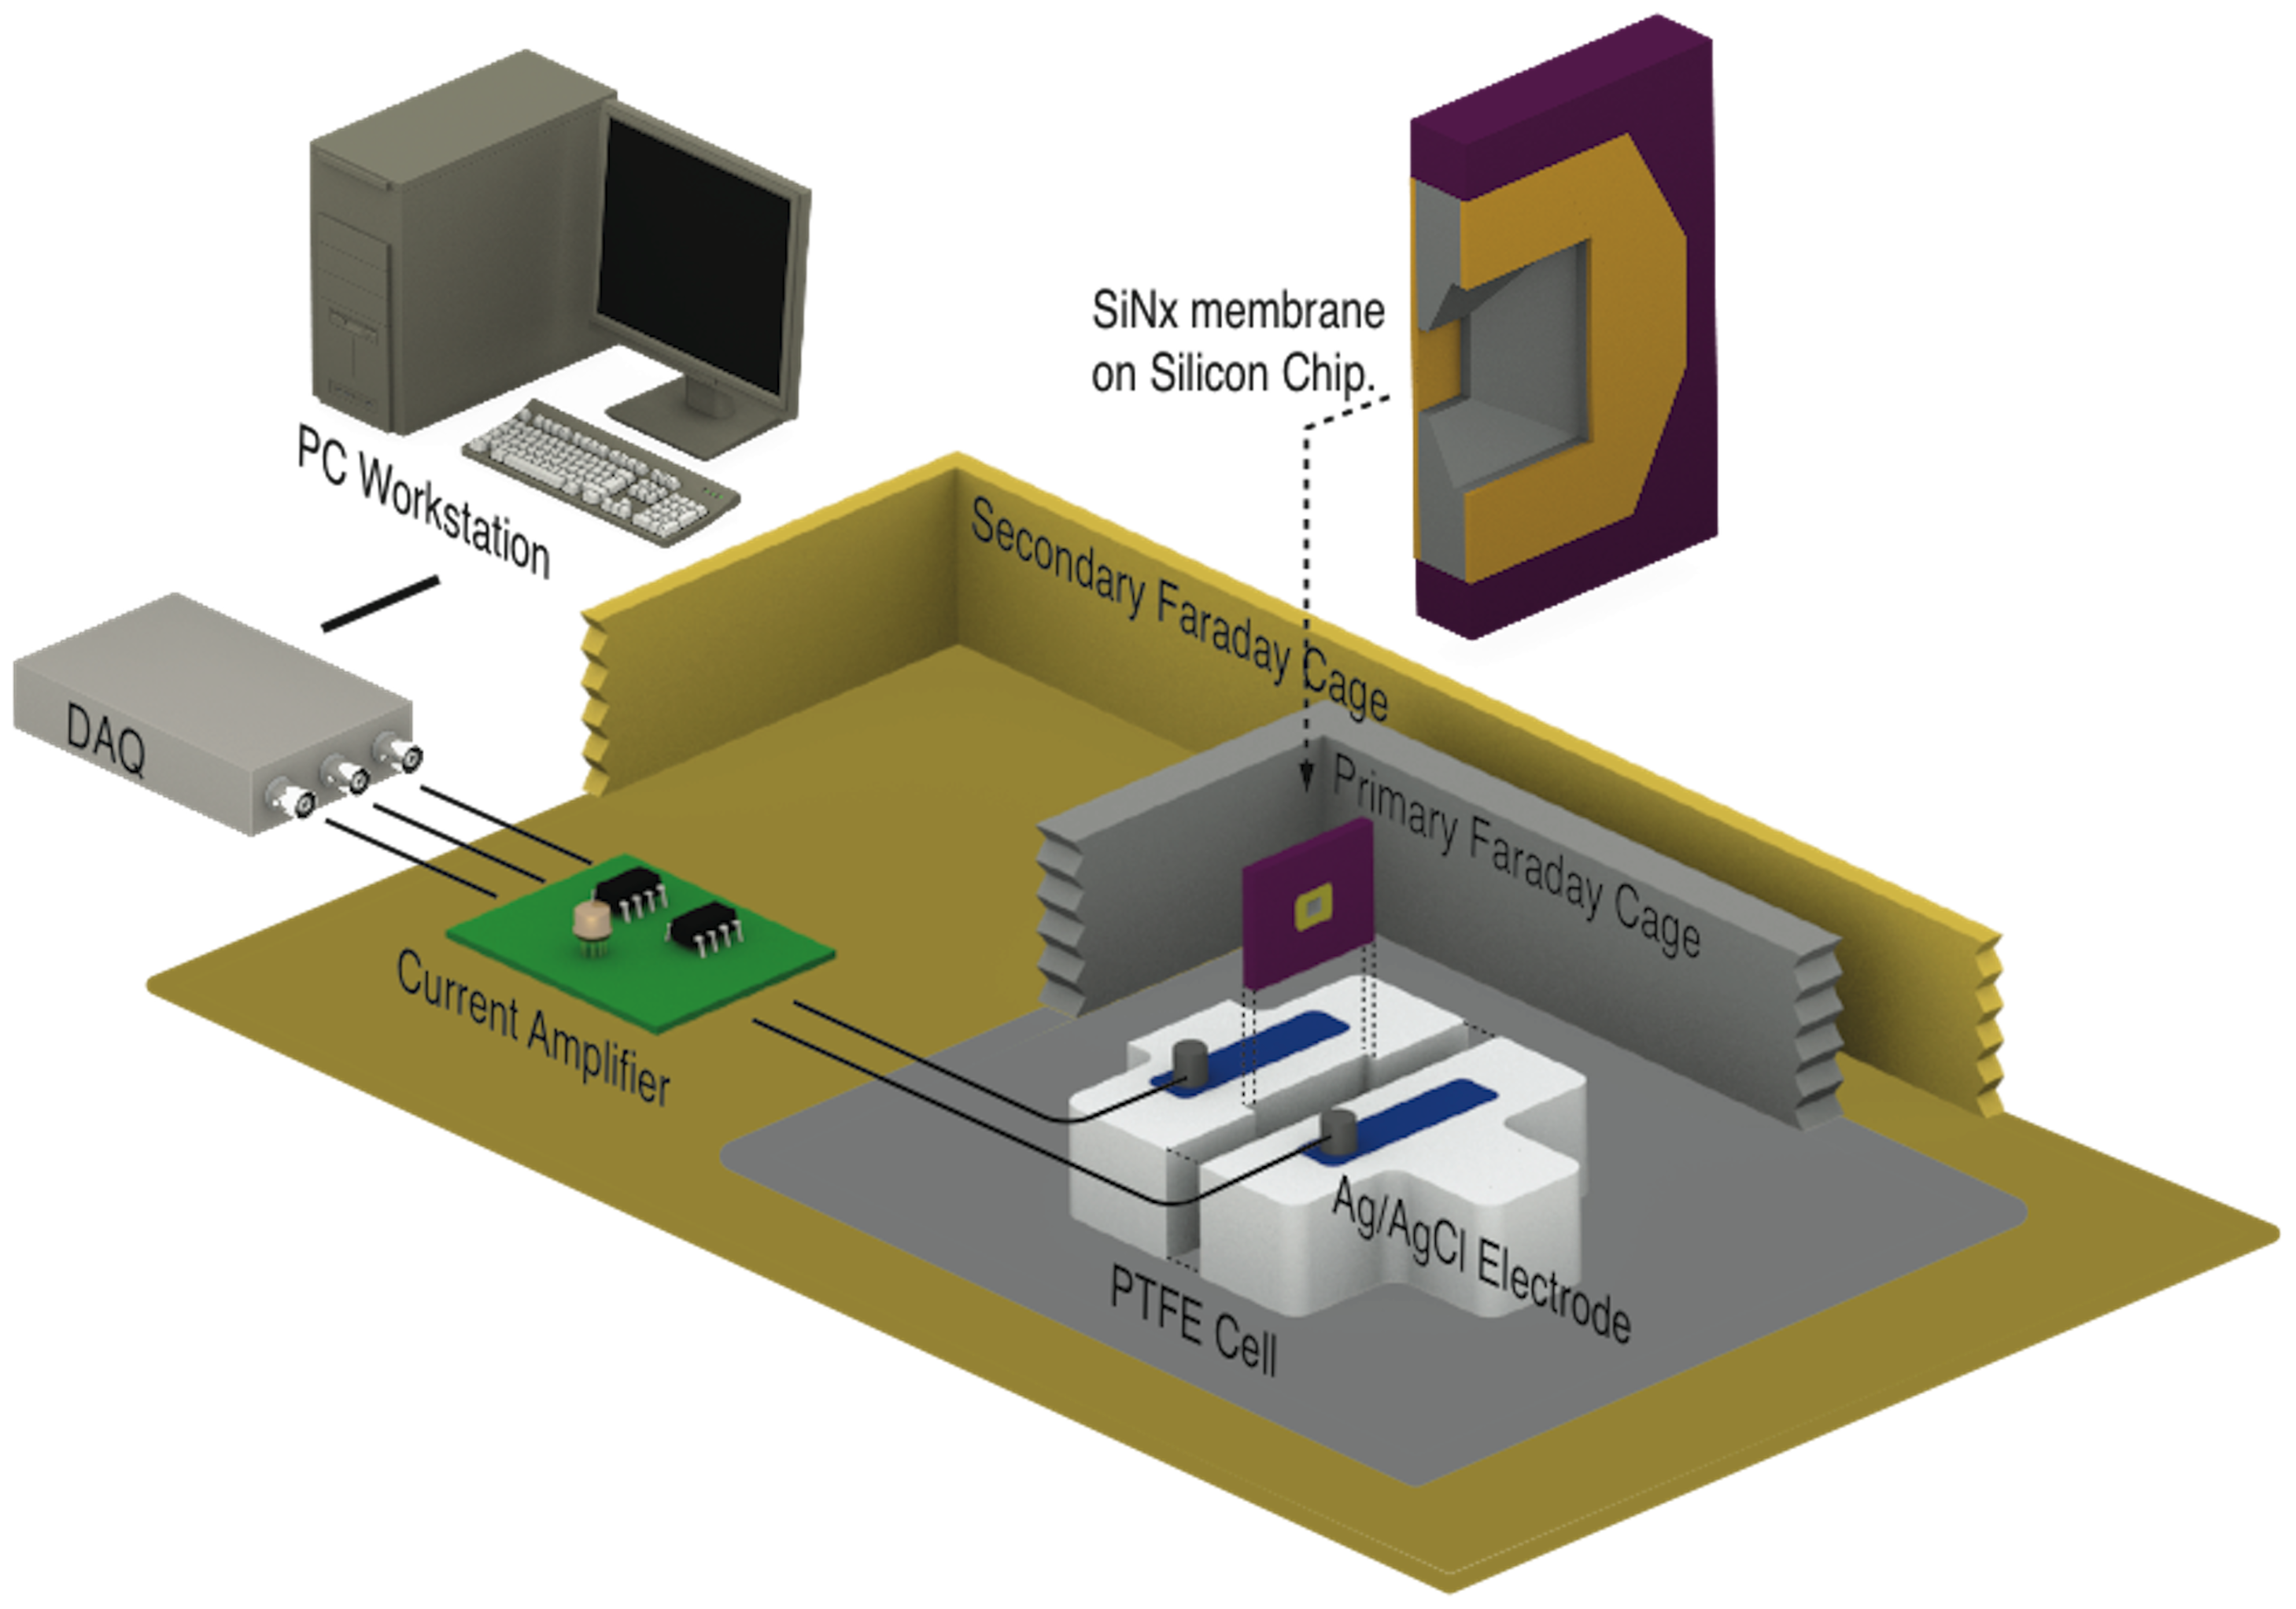 SiNx membrane
on Silicon Chip.
PC Workstation
Secondary Faraday Cage
DAQ
Primary Faraday Cage
Current Amplifier
Ag/AgCl Electrode
PTFE Cell